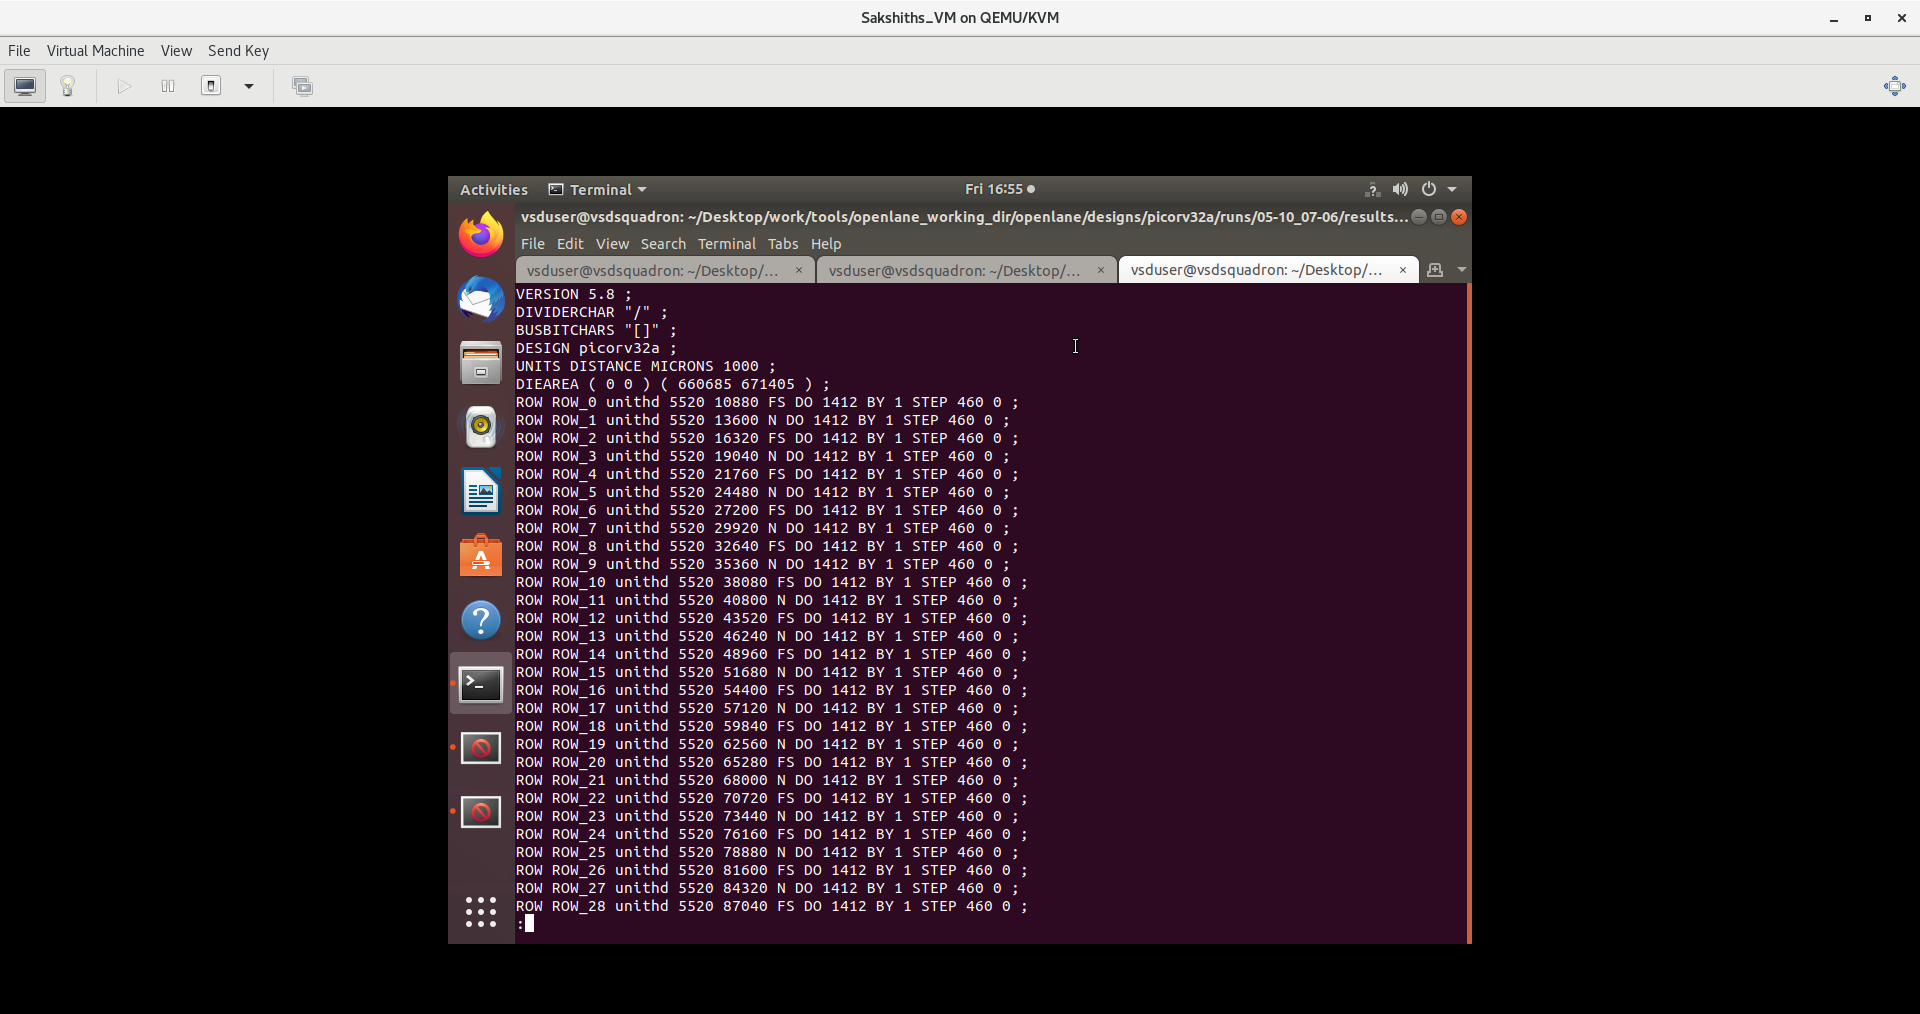 Sakshiths_VM on QEMU/KVM
File Virtual Machine View Send Key
Activities Terminal Fri 16:55
vsduser@vsdsquadron: ~/Desktop/work/tools/openlane_working_dir/openlane/designs/picorv32a/runs/05-10_07-06/results...
File Edit View Search Terminal Tabs Help
vsduser@vsdsquadron: ~/Desktop/... × vsduser@vsdsquadron: ~/Desktop/... × vsduser@vsdsquadron: ~/Desktop/... ×
VERSION 5.8 ;
DIVIDERCHAR "/" ;
BUSBITCHARS "[]" ;
DESIGN picorv32a ;
UNITS DISTANCE MICRONS 1000 ;
DIEAREA ( 0 0 ) ( 660685 671405 ) ;
ROW ROW_0 unithd 5520 10880 FS DO 1412 BY 1 STEP 460 0 ;
ROW ROW_1 unithd 5520 13600 N DO 1412 BY 1 STEP 460 0 ;
ROW ROW_2 unithd 5520 16320 FS DO 1412 BY 1 STEP 460 0 ;
ROW ROW_3 unithd 5520 19040 N DO 1412 BY 1 STEP 460 0 ;
ROW ROW_4 unithd 5520 21760 FS DO 1412 BY 1 STEP 460 0 ;
ROW ROW_5 unithd 5520 24480 N DO 1412 BY 1 STEP 460 0 ;
ROW ROW_6 unithd 5520 27200 FS DO 1412 BY 1 STEP 460 0 ;
ROW ROW_7 unithd 5520 29920 N DO 1412 BY 1 STEP 460 0 ;
ROW ROW_8 unithd 5520 32640 FS DO 1412 BY 1 STEP 460 0 ;
ROW ROW_9 unithd 5520 35360 N DO 1412 BY 1 STEP 460 0 ;
ROW ROW_10 unithd 5520 38080 FS DO 1412 BY 1 STEP 460 0 ;
ROW ROW_11 unithd 5520 40800 N DO 1412 BY 1 STEP 460 0 ;
ROW ROW_12 unithd 5520 43520 FS DO 1412 BY 1 STEP 460 0 ;
ROW ROW_13 unithd 5520 46240 N DO 1412 BY 1 STEP 460 0 ;
ROW ROW_14 unithd 5520 48960 FS DO 1412 BY 1 STEP 460 0 ;
ROW ROW_15 unithd 5520 51680 N DO 1412 BY 1 STEP 460 0 ;
ROW ROW_16 unithd 5520 54400 FS DO 1412 BY 1 STEP 460 0 ;
ROW ROW_17 unithd 5520 57120 N DO 1412 BY 1 STEP 460 0 ;
ROW ROW_18 unithd 5520 59840 FS DO 1412 BY 1 STEP 460 0 ;
ROW ROW_19 unithd 5520 62560 N DO 1412 BY 1 STEP 460 0 ;
ROW ROW_20 unithd 5520 65280 FS DO 1412 BY 1 STEP 460 0 ;
ROW ROW_21 unithd 5520 68000 N DO 1412 BY 1 STEP 460 0 ;
ROW ROW_22 unithd 5520 70720 FS DO 1412 BY 1 STEP 460 0 ;
ROW ROW_23 unithd 5520 73440 N DO 1412 BY 1 STEP 460 0 ;
ROW ROW_24 unithd 5520 76160 FS DO 1412 BY 1 STEP 460 0 ;
ROW ROW_25 unithd 5520 78880 N DO 1412 BY 1 STEP 460 0 ;
ROW ROW_26 unithd 5520 81600 FS DO 1412 BY 1 STEP 460 0 ;
ROW ROW_27 unithd 5520 84320 N DO 1412 BY 1 STEP 460 0 ;
ROW ROW_28 unithd 5520 87040 FS DO 1412 BY 1 STEP 460 0 ;
: